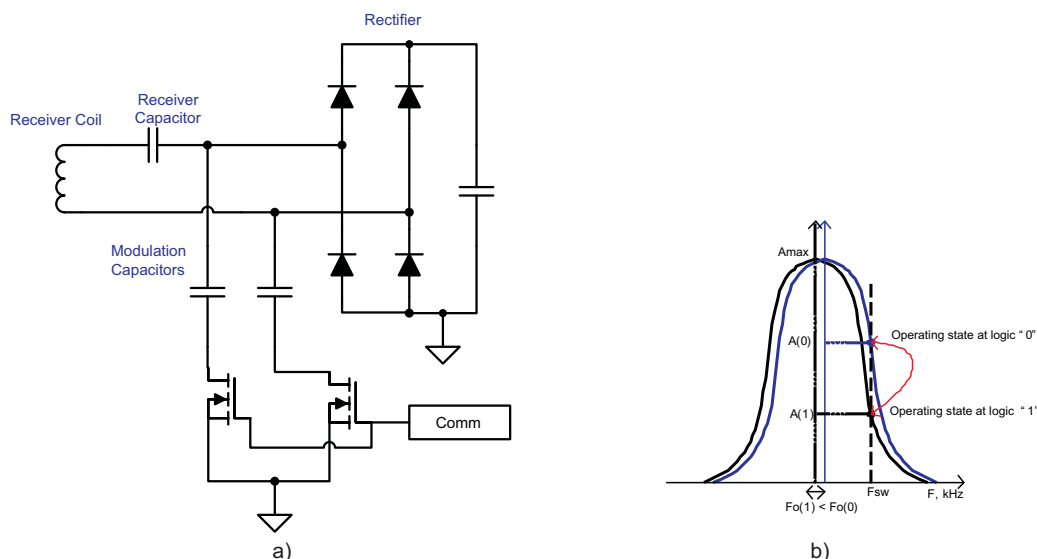 Rectifier
Receiver
Capacitor
Receiver Coil
Modulation
Capacitors
Comm
a)
Amax
A(0)
Operating state at logic “ 0”
A(1)
Operating state at logic “ 1'
Fsw
F, kHz
Fo(1) < Fo(0)
b)